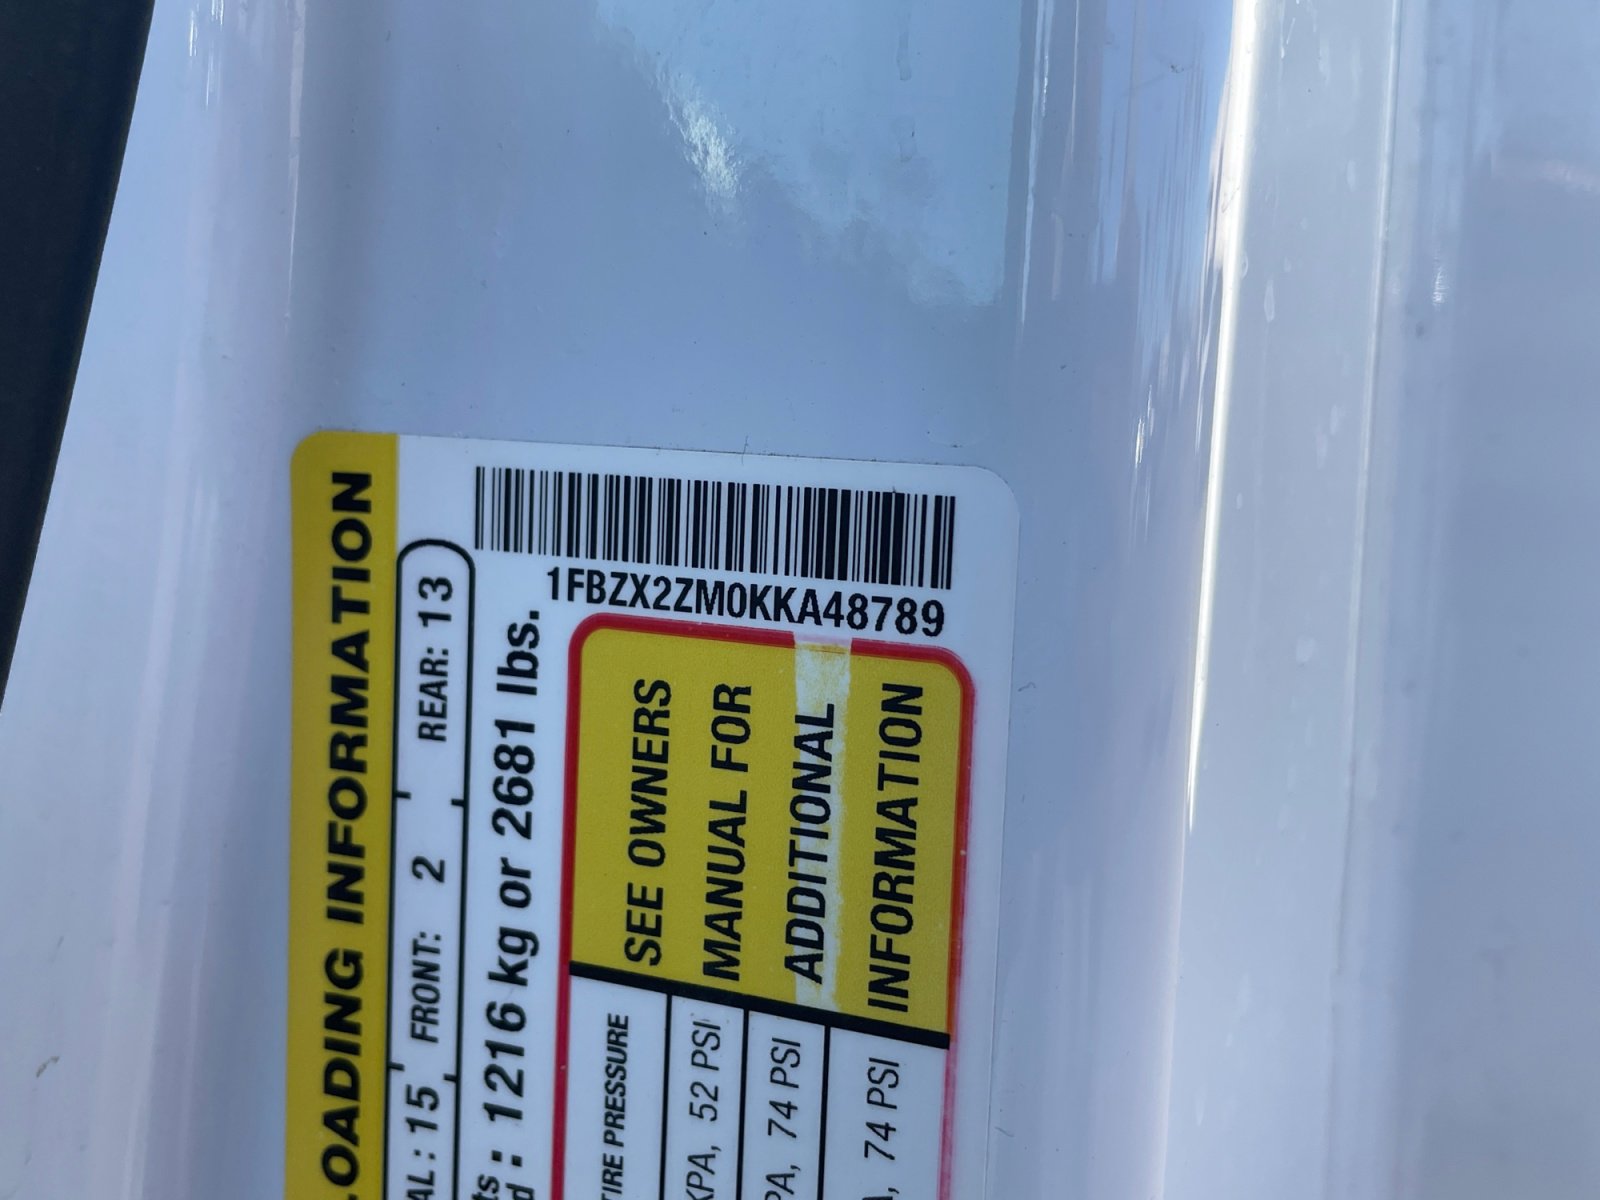 LOADING INFORMATION
AL : 15 FRONT: 2 REAR: 13
ts
d : 1216 kg or 2681 lbs.
1FBZX2ZM0KKA48789
TIRE PRESSURE
KPA, 52 PSI
PA, 74 PSI
A, 74 PSI
SEE OWNERS
MANUAL FOR
ADDITIONAL
INFORMATION